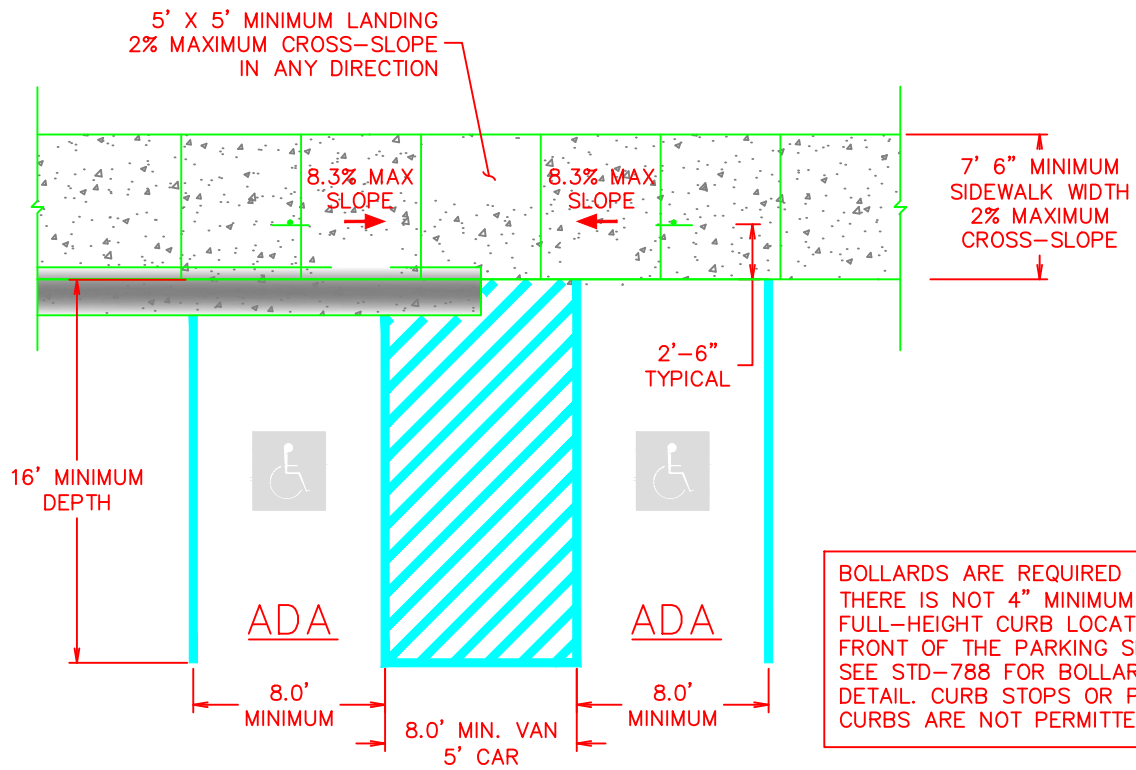 5' X 5' MINIMUM LANDING
2% MAXIMUM CROSS-SLOPE
IN ANY DIRECTION
8.3% MAX
SLOPE
8.3% MAX
SLOPE
7' 6" MINIMUM
SIDEWALK WIDTH
2% MAXIMUM
CROSS-SLOPE
2'-6"
TYPICAL
16' MINIMUM
DEPTH
ADA
ADA
8.0'
MINIMUM
8.0' MIN. VAN
5' CAR
8.0'
MINIMUM
BOLLARDS ARE REQUIRED
THERE IS NOT 4" MINIMUM
FULL-HEIGHT CURB
FRONT OF THE PARKING
SEE STD-788 FOR
DETAIL. CURB STOPS OR
CURBS ARE NOT